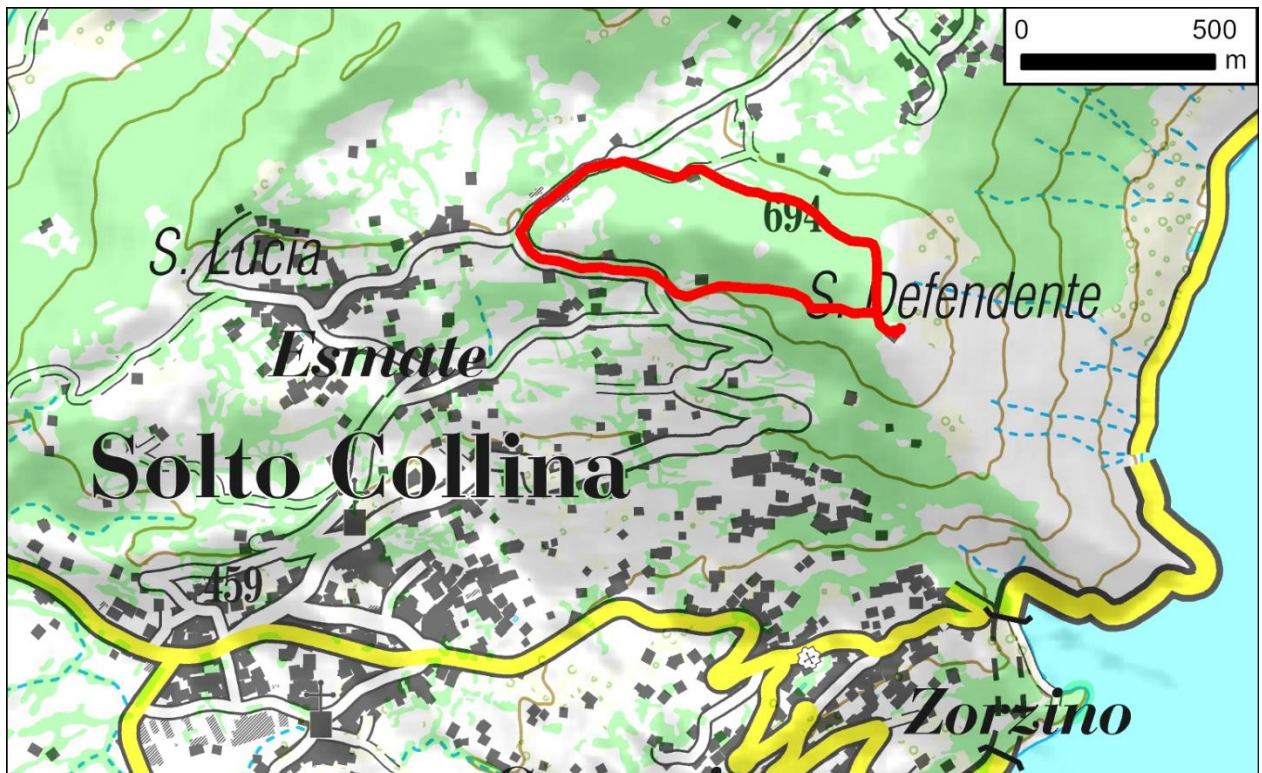 0 500
m
694
S. Lucia
S. Defendente
Esmate
Solto Collina
459
Zorzino